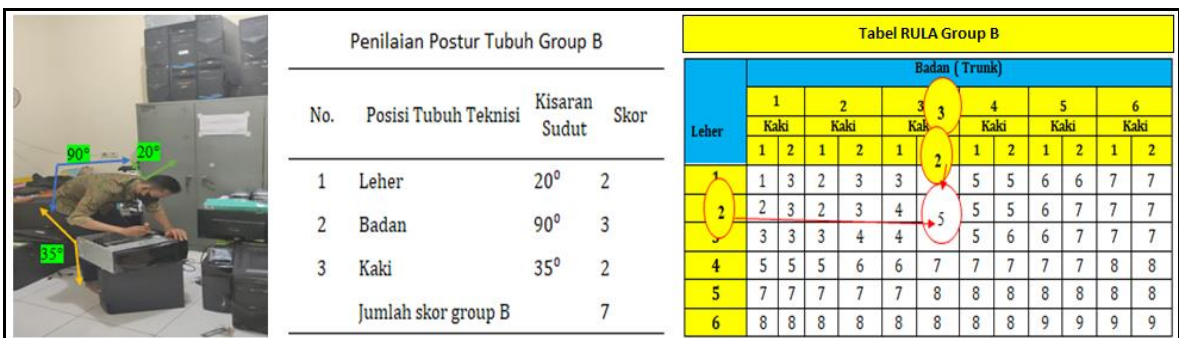 90° 20°
35°
Penilaian Postur Tubuh Group B
No. Posisi Tubuh Teknisi Kisaran Sudut Skor
1 Leher 20⁰ 2
2 Badan 90⁰ 3
3 Kaki 35⁰ 2
Jumlah skor group B 7
Tabel RULA Group B
Leher Badan ( Trunk)
1 2 3 3 4 5 6
Kaki Kaki Kak Kaki Kaki Kaki
1 2 1 2 1 2 1 2 1 2 1 2
1 3 2 3 3 5 5 6 6 7 7
2 2 3 2 3 4 5 5 5 6 7 7 7
3 3 3 4 4 5 6 6 7 7 7
4 5 5 5 6 6 7 7 7 7 7 8 8
5 7 7 7 7 7 8 8 8 8 8 8 8
6 8 8 8 8 8 8 8 8 9 9 9 9